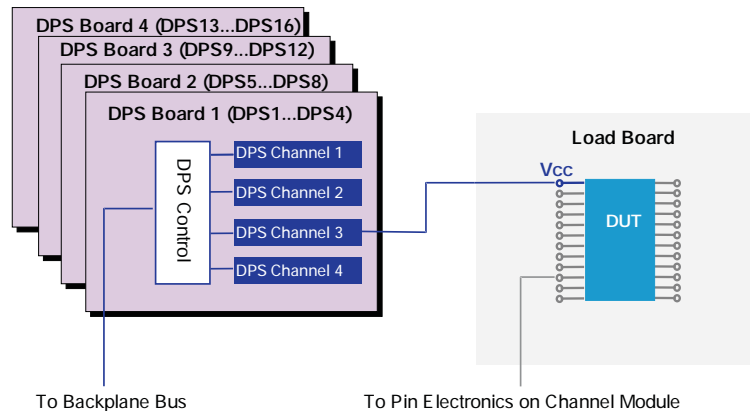 DPS Board 4 (DPS13...DPS16)
DPS Board 3 (DPS9...DPS12)
DPS Board 2 (DPS5...DPS8)
DPS Board 1 (DPS1...DPS4)
DPS Control
DPS Channel 1
DPS Channel 2
DPS Channel 3
DPS Channel 4
Load Board
Vcc
DUT
To Backplane Bus
To Pin Electronics on Channel Module